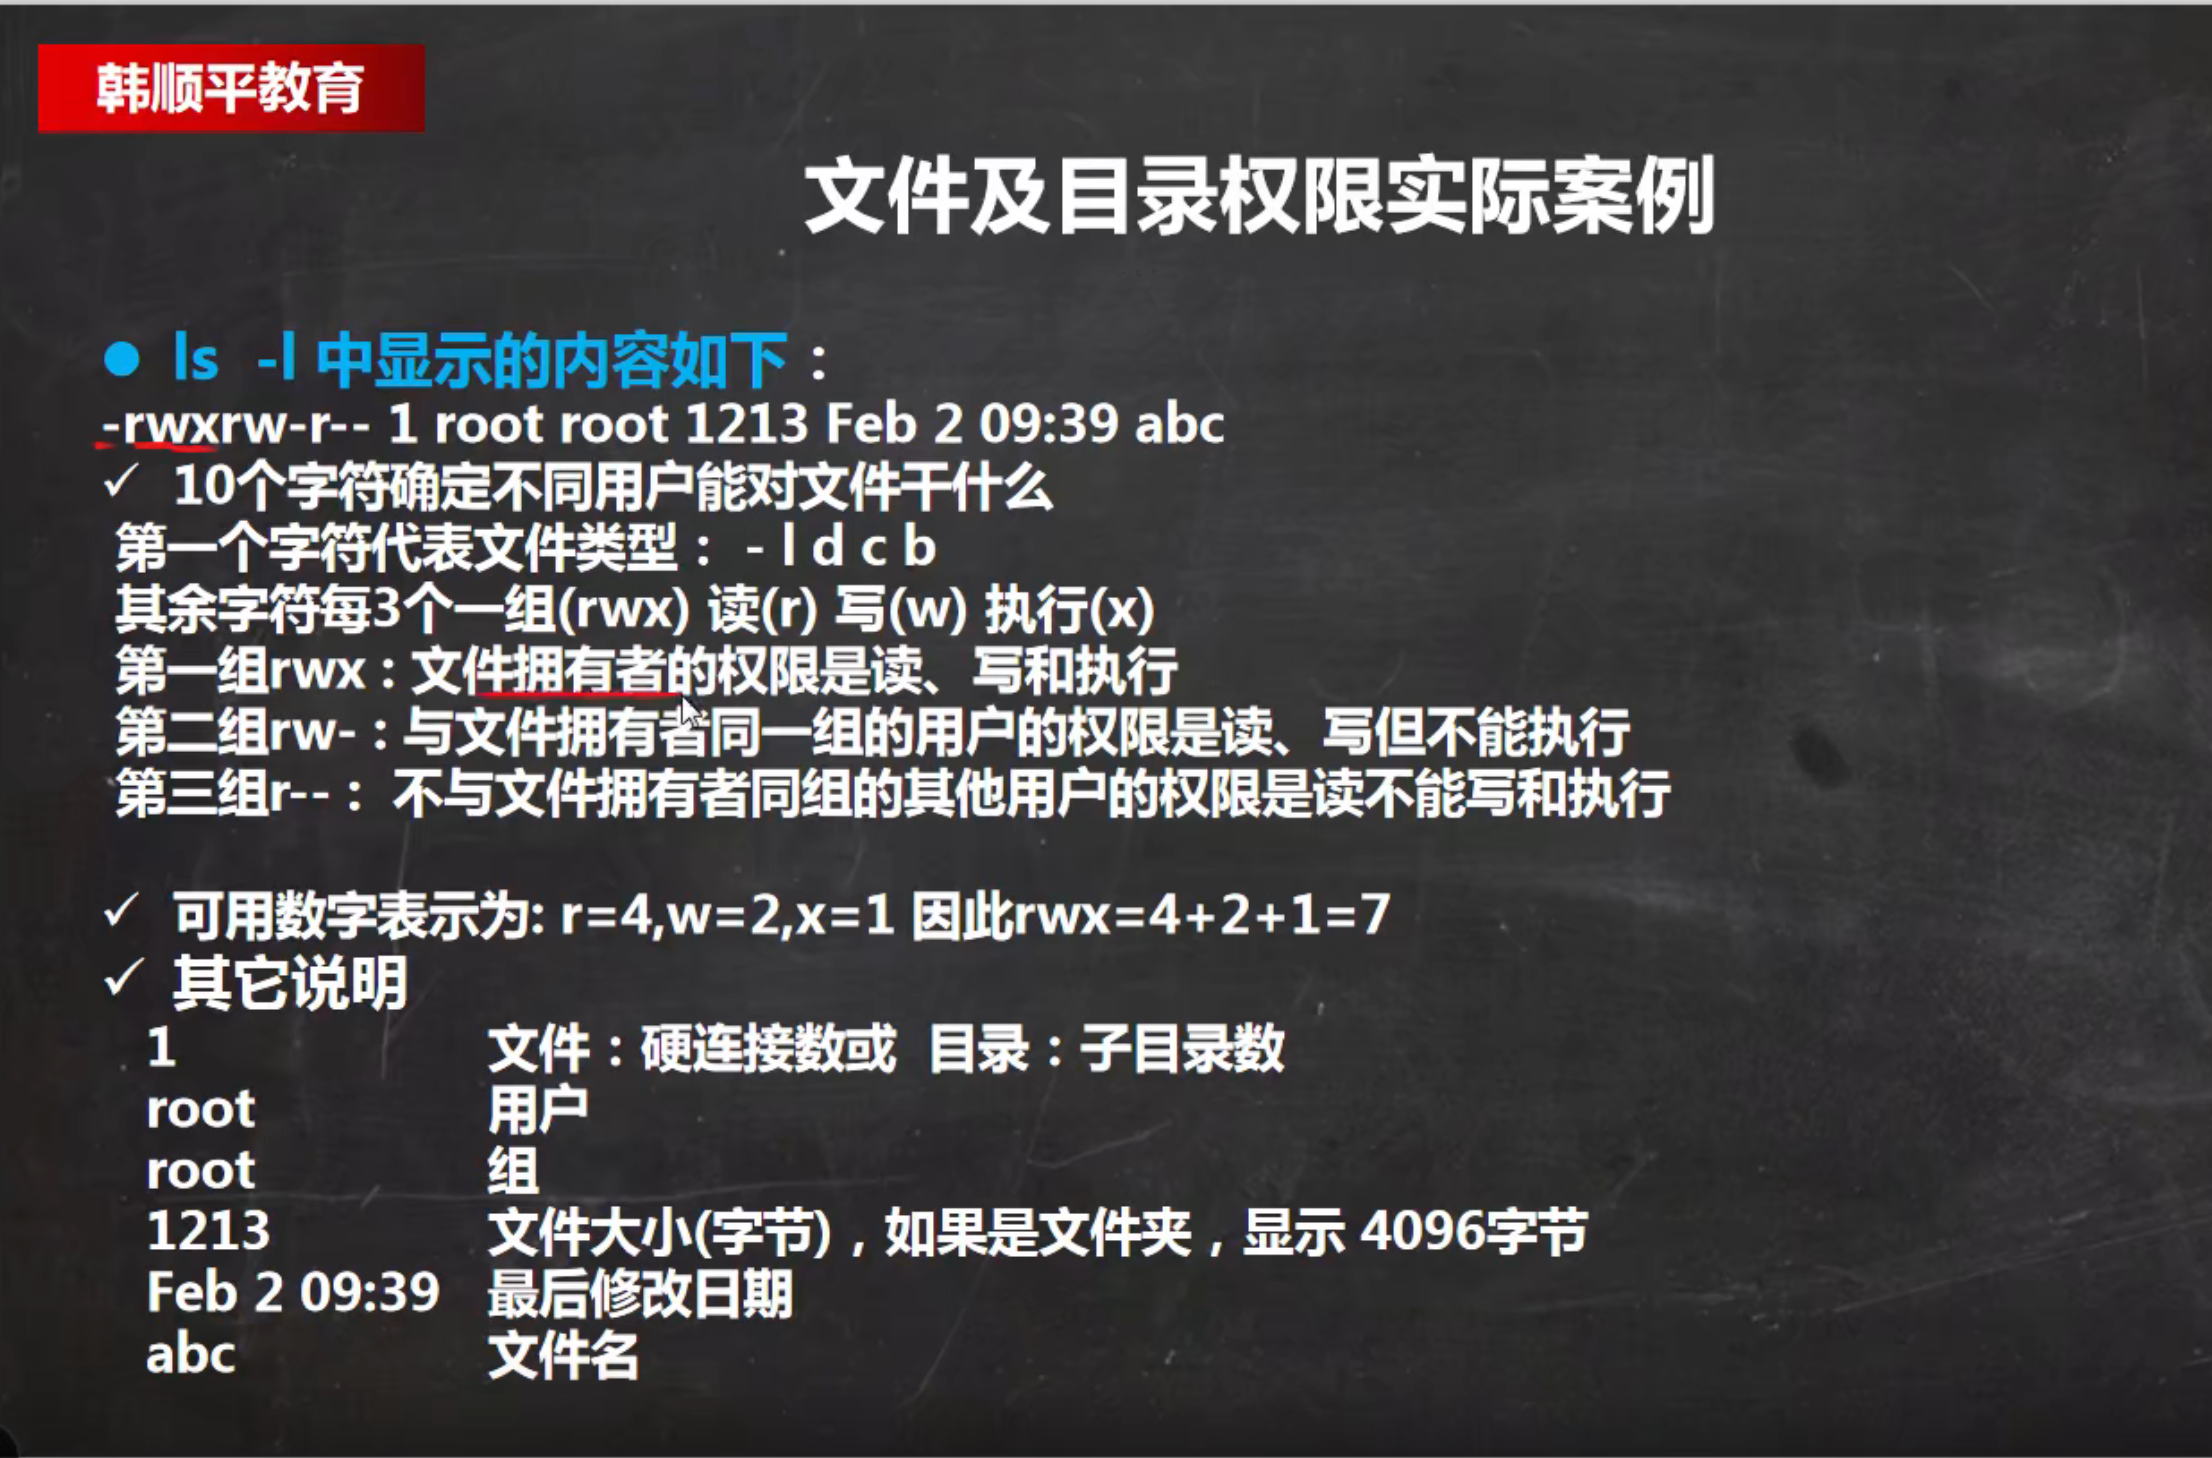 韩顺平教育
文件及目录权限实际案例
● ls -l 中显示的内容如下：
-rwxrw-r-- 1 root root 1213 Feb 2 09:39 abc
✓ 10个字符确定不同用户能对文件干什么
第一个字符代表文件类型： - l d c b
其余字符每3个一组(rwx) 读(r) 写(w) 执行(x)
第一组rwx：文件拥有者的权限是读、写和执行
第二组rw-：与文件拥有者同一组的用户的权限是读、写但不能执行
第三组r--： 不与文件拥有者同组的其他用户的权限是读不能写和执行
✓ 可用数字表示为: r=4,w=2,x=1 因此rwx=4+2+1=7
✓ 其它说明
1 文件：硬连接数或 目录：子目录数
root 用户
root 组
1213 文件大小(字节)，如果是文件夹，显示 4096字节
Feb 2 09:39 最后修改日期
abc 文件名